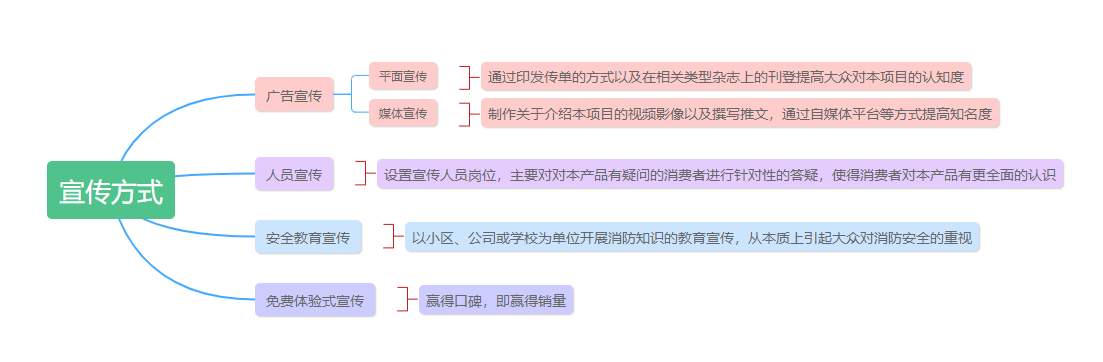 宣传方式
广告宣传
平面宣传
通过印发传单的方式以及在相关类型杂志上的刊登提高大众对本项目的认知度
媒体宣传
制作关于介绍本项目的视频影像以及撰写推文，通过自媒体平台等方式提高知名度
人员宣传
设置宣传人员岗位，主要对对本产品有疑问的消费者进行针对性的答疑，使得消费者对本产品有更全面的认识
安全教育宣传
以小区、公司或学校为单位开展消防知识的教育宣传，从本质上引起大众对消防安全的重视
免费体验式宣传
赢得口碑，即赢得销量